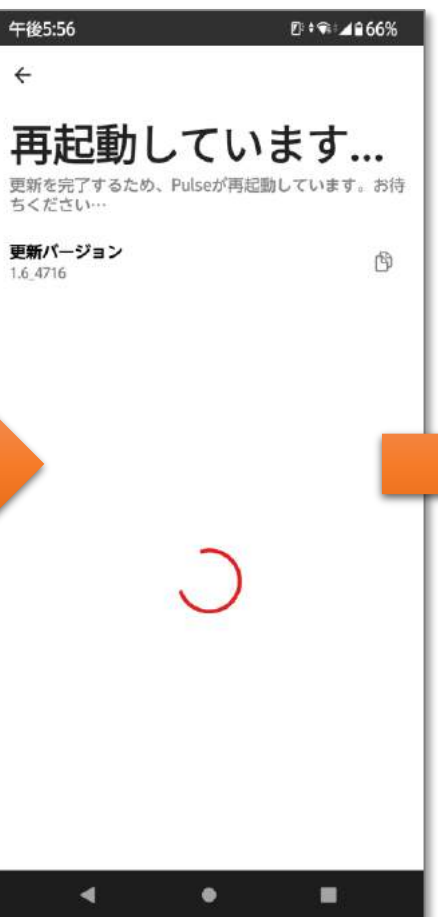 午後5:56
66%
再起動しています...
更新を完了するため、Pulseが再起動しています。お待
ちください…
更新バージョン
1.6_4716